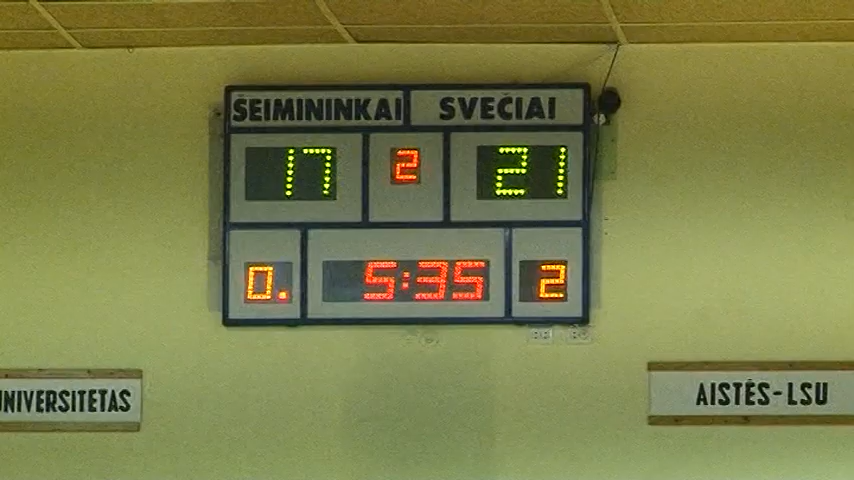 ŠEIMININKAI SVEČIAI
17 2 21
0. 5:35 2
UNIVERSITETAS AISTĖS-LSU